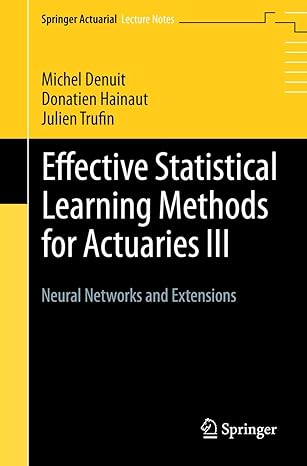 Springer Actuarial Lecture Notes
Michel Denuit
Donatien Hainaut
Julien Trufin
Effective Statistical
Learning Methods
for Actuaries III
Neural Networks and Extensions
Springer